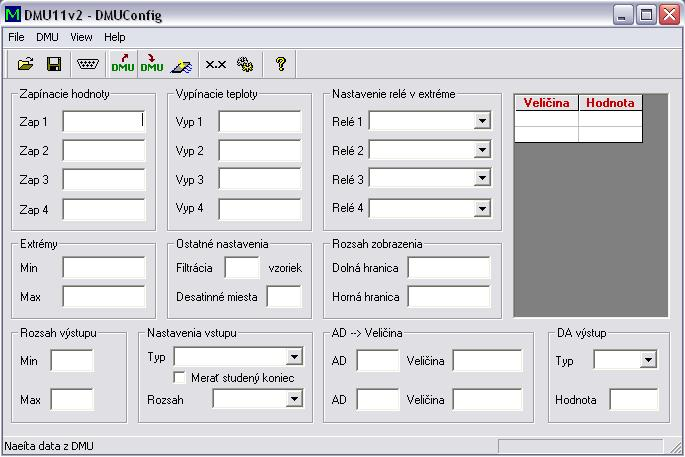 DMU11v2 - DMUConfig
File DMU View Help
DMU DMU x.x ?
Zapínacie hodnoty
Zap 1
Zap 2
Zap 3
Zap 4
Vypínacie teploty
Vyp 1
Vyp 2
Vyp 3
Vyp 4
Nastavenie relé v extréme
Relé 1
Relé 2
Relé 3
Relé 4
Veličina Hodnota
Extrémy
Min
Max
Ostatné nastavenia
Filtrácia vzoriek
Desatinné miesta
Rozsah zobrazenia
Dolná hranica
Horná hranica
Rozsah výstupu
Min
Max
Nastavenia vstupu
Typ
Merať studený koniec
Rozsah
AD --> Veličina
AD Veličina
AD Veličina
DA výstup
Typ
Hodnota
Naeíta data z DMU